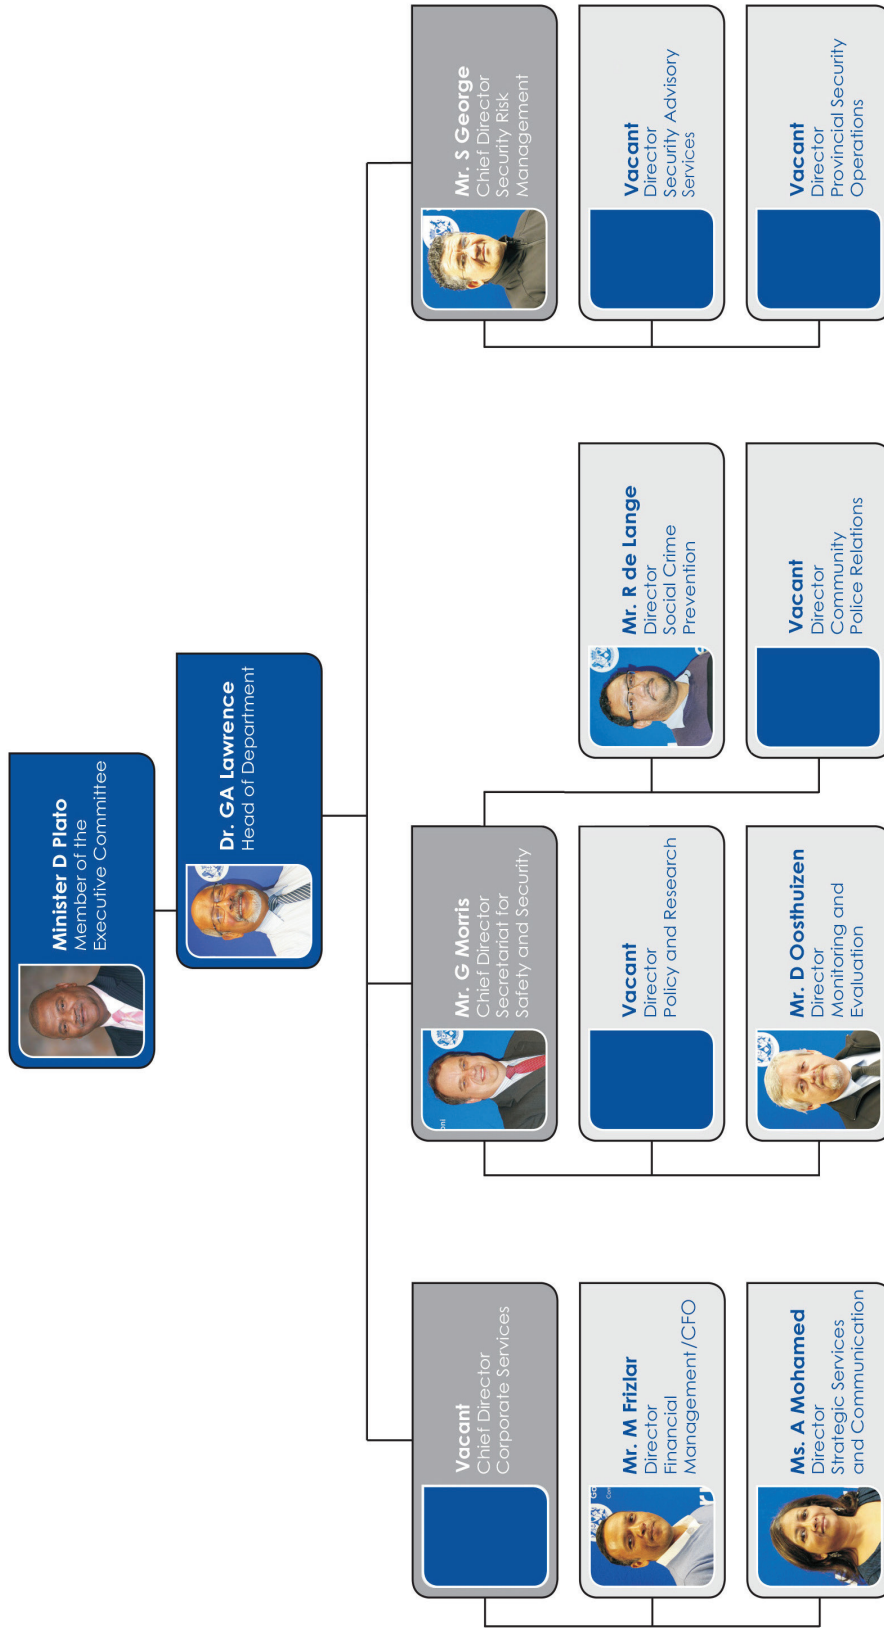 Minister D Plato
Member of the
Executive Committee
Dr. GA Lawrence
Head of Department
Vacant
Chief Director
Corporate Services
Mr. G Morris
Chief Director
Secretariat for
Safety and Security
Mr. S George
Chief Director
Security Risk
Management
Mr. M Frizlar
Director
Financial
Management/CFO
Vacant
Director
Policy and Research
Mr. R de Lange
Director
Social Crime
Prevention
Vacant
Director
Security Advisory
Services
Ms. A Mohamed
Director
Strategic Services
and Communication
Mr. D Oosthuizen
Director
Monitoring and
Evaluation
Vacant
Director
Community
Police Relations
Vacant
Director
Provincial Security
Operations